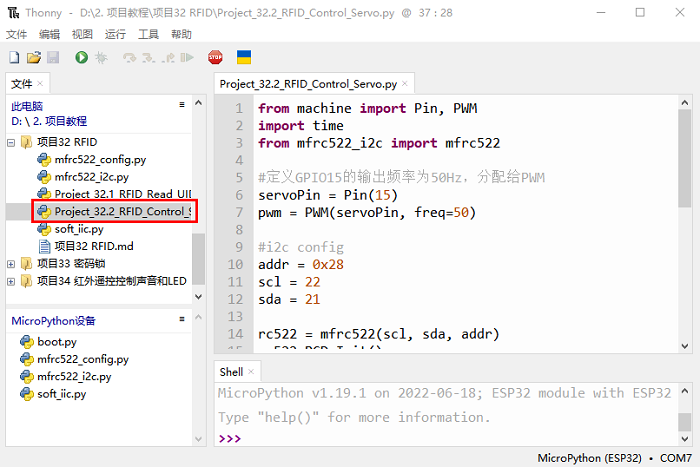 Thonny - D:\2. 项目教程\项目32 RFID\Project_32.2_RFID_Control_Servo.py @ 37 : 28
文件 编辑 视图 运行 工具 帮助
STOP
文件
此电脑
D: \ 2. 项目教程
项目32 RFID
mfrc522_config.py
mfrc522_i2c.py
Project_32.1_RFID_Read_UID
Project_32.2_RFID_Control_S
soft_iic.py
项目32 RFID.md
项目33 密码锁
项目34 红外遥控控制声音和LED
MicroPython设备
boot.py
mfrc522_config.py
mfrc522_i2c.py
soft_iic.py
Project_32.2_RFID_Control_Servo.py
1 from machine import Pin, PWM
2 import time
3 from mfrc522_i2c import mfrc522
4
5 #定义GPIO15的输出频率为50Hz，分配给PWM
6 servoPin = Pin(15)
7 pwm = PWM(servoPin, freq=50)
8
9 #i2c config
10 addr = 0x28
11 scl = 22
12 sda = 21
13
14 rc522 = mfrc522(scl, sda, addr)
Shell
MicroPython v1.19.1 on 2022-06-18; ESP32 module with ESP32
Type "help()" for more information.
>>>
MicroPython (ESP32) • COM7